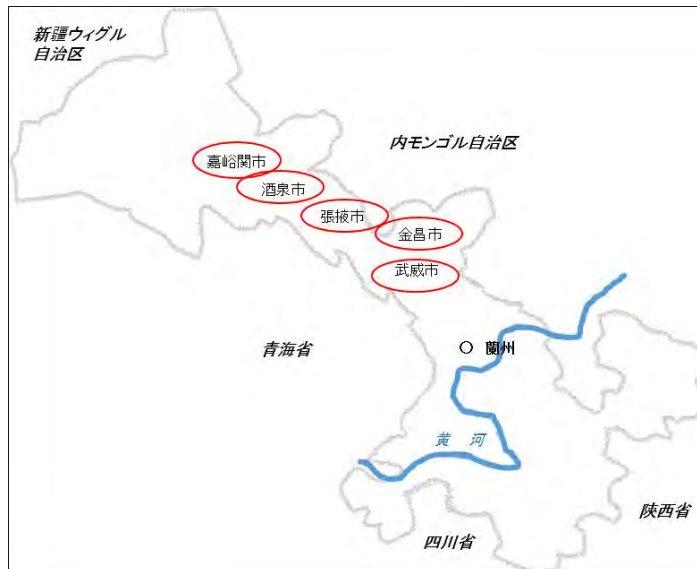 新疆ウィグル
自治区
内モンゴル自治区
嘉峪関市
酒泉市
張掖市
金昌市
武威市
青海省
蘭州
黄 河
陝西省
四川省